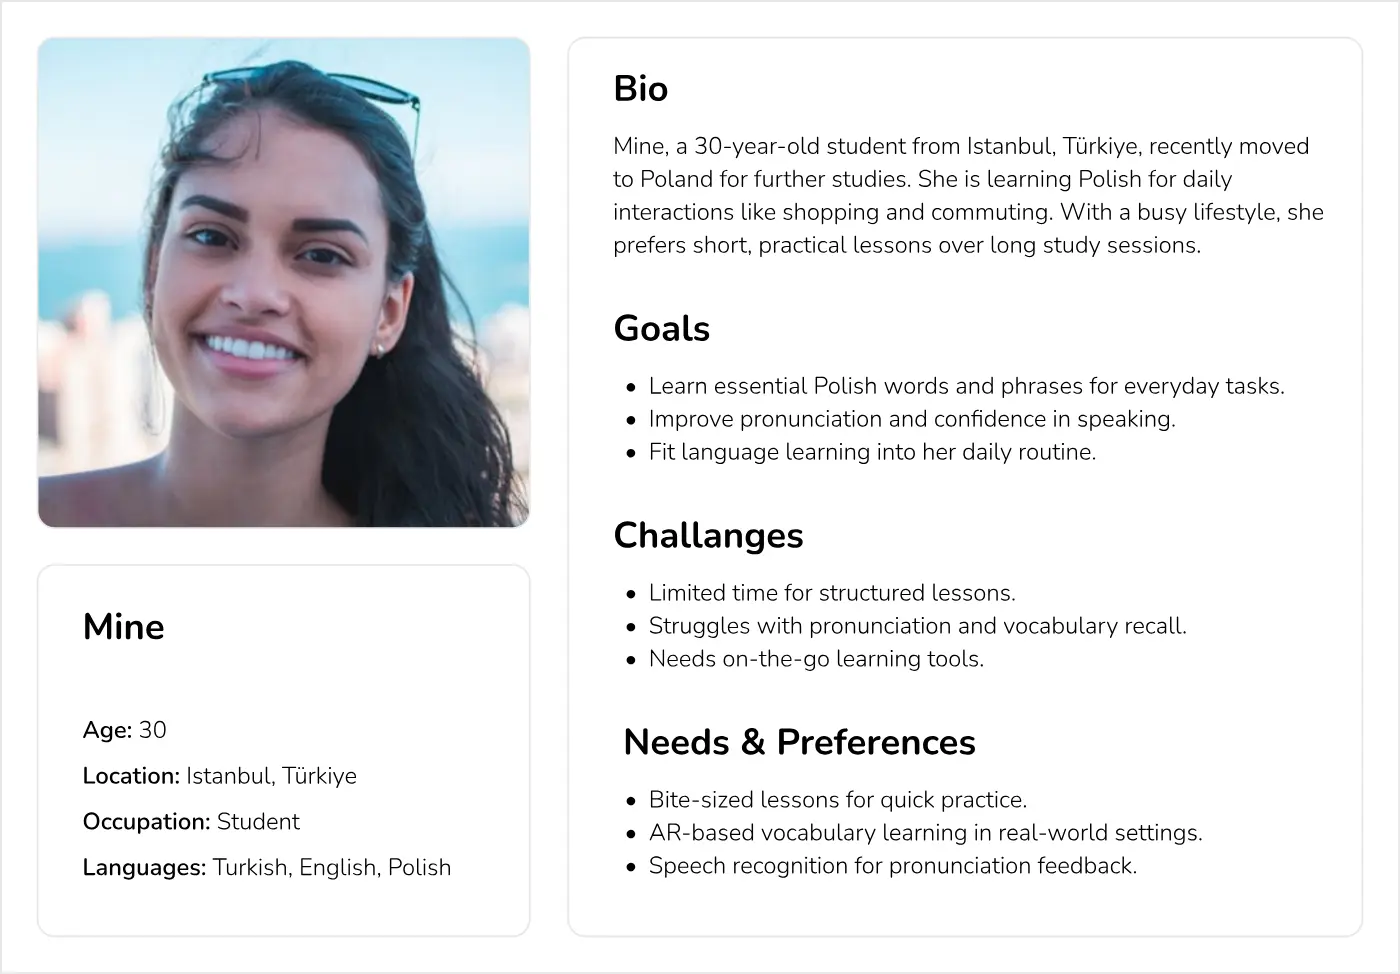 Mine
Age: 30
Location: Istanbul, Türkiye
Occupation: Student
Languages: Turkish, English, Polish
Bio
Mine, a 30-year-old student from Istanbul, Türkiye, recently moved
to Poland for further studies. She is learning Polish for daily
interactions like shopping and commuting. With a busy lifestyle, she
prefers short, practical lessons over long study sessions.
Goals
• Learn essential Polish words and phrases for everyday tasks.
• Improve pronunciation and confidence in speaking.
• Fit language learning into her daily routine.
Challanges
• Limited time for structured lessons.
• Struggles with pronunciation and vocabulary recall.
• Needs on-the-go learning tools.
Needs & Preferences
• Bite-sized lessons for quick practice.
• AR-based vocabulary learning in real-world settings.
• Speech recognition for pronunciation feedback.